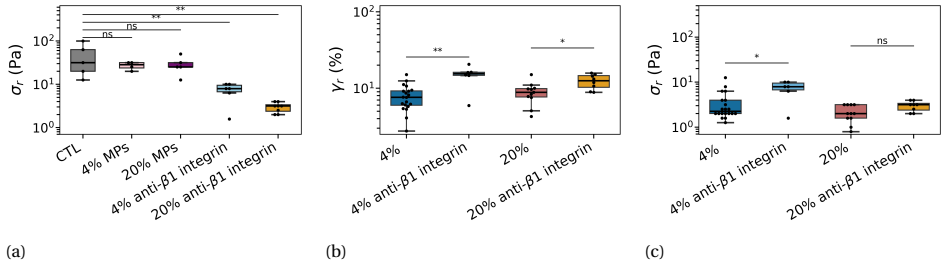 **
**
ns
ns
σr (Pa)
10²
10¹
10⁰
CTL
4% MPs
20% MPs
4% anti-β1 integrin
20% anti-β1 integrin
(a)
**
*
γr (%)
10²
10¹
4%
4% anti-β1 integrin
20%
20% anti-β1 integrin
(b)
*
ns
σr (Pa)
10²
10¹
10⁰
4%
4% anti-β1 integrin
20%
20% anti-β1 integrin
(c)